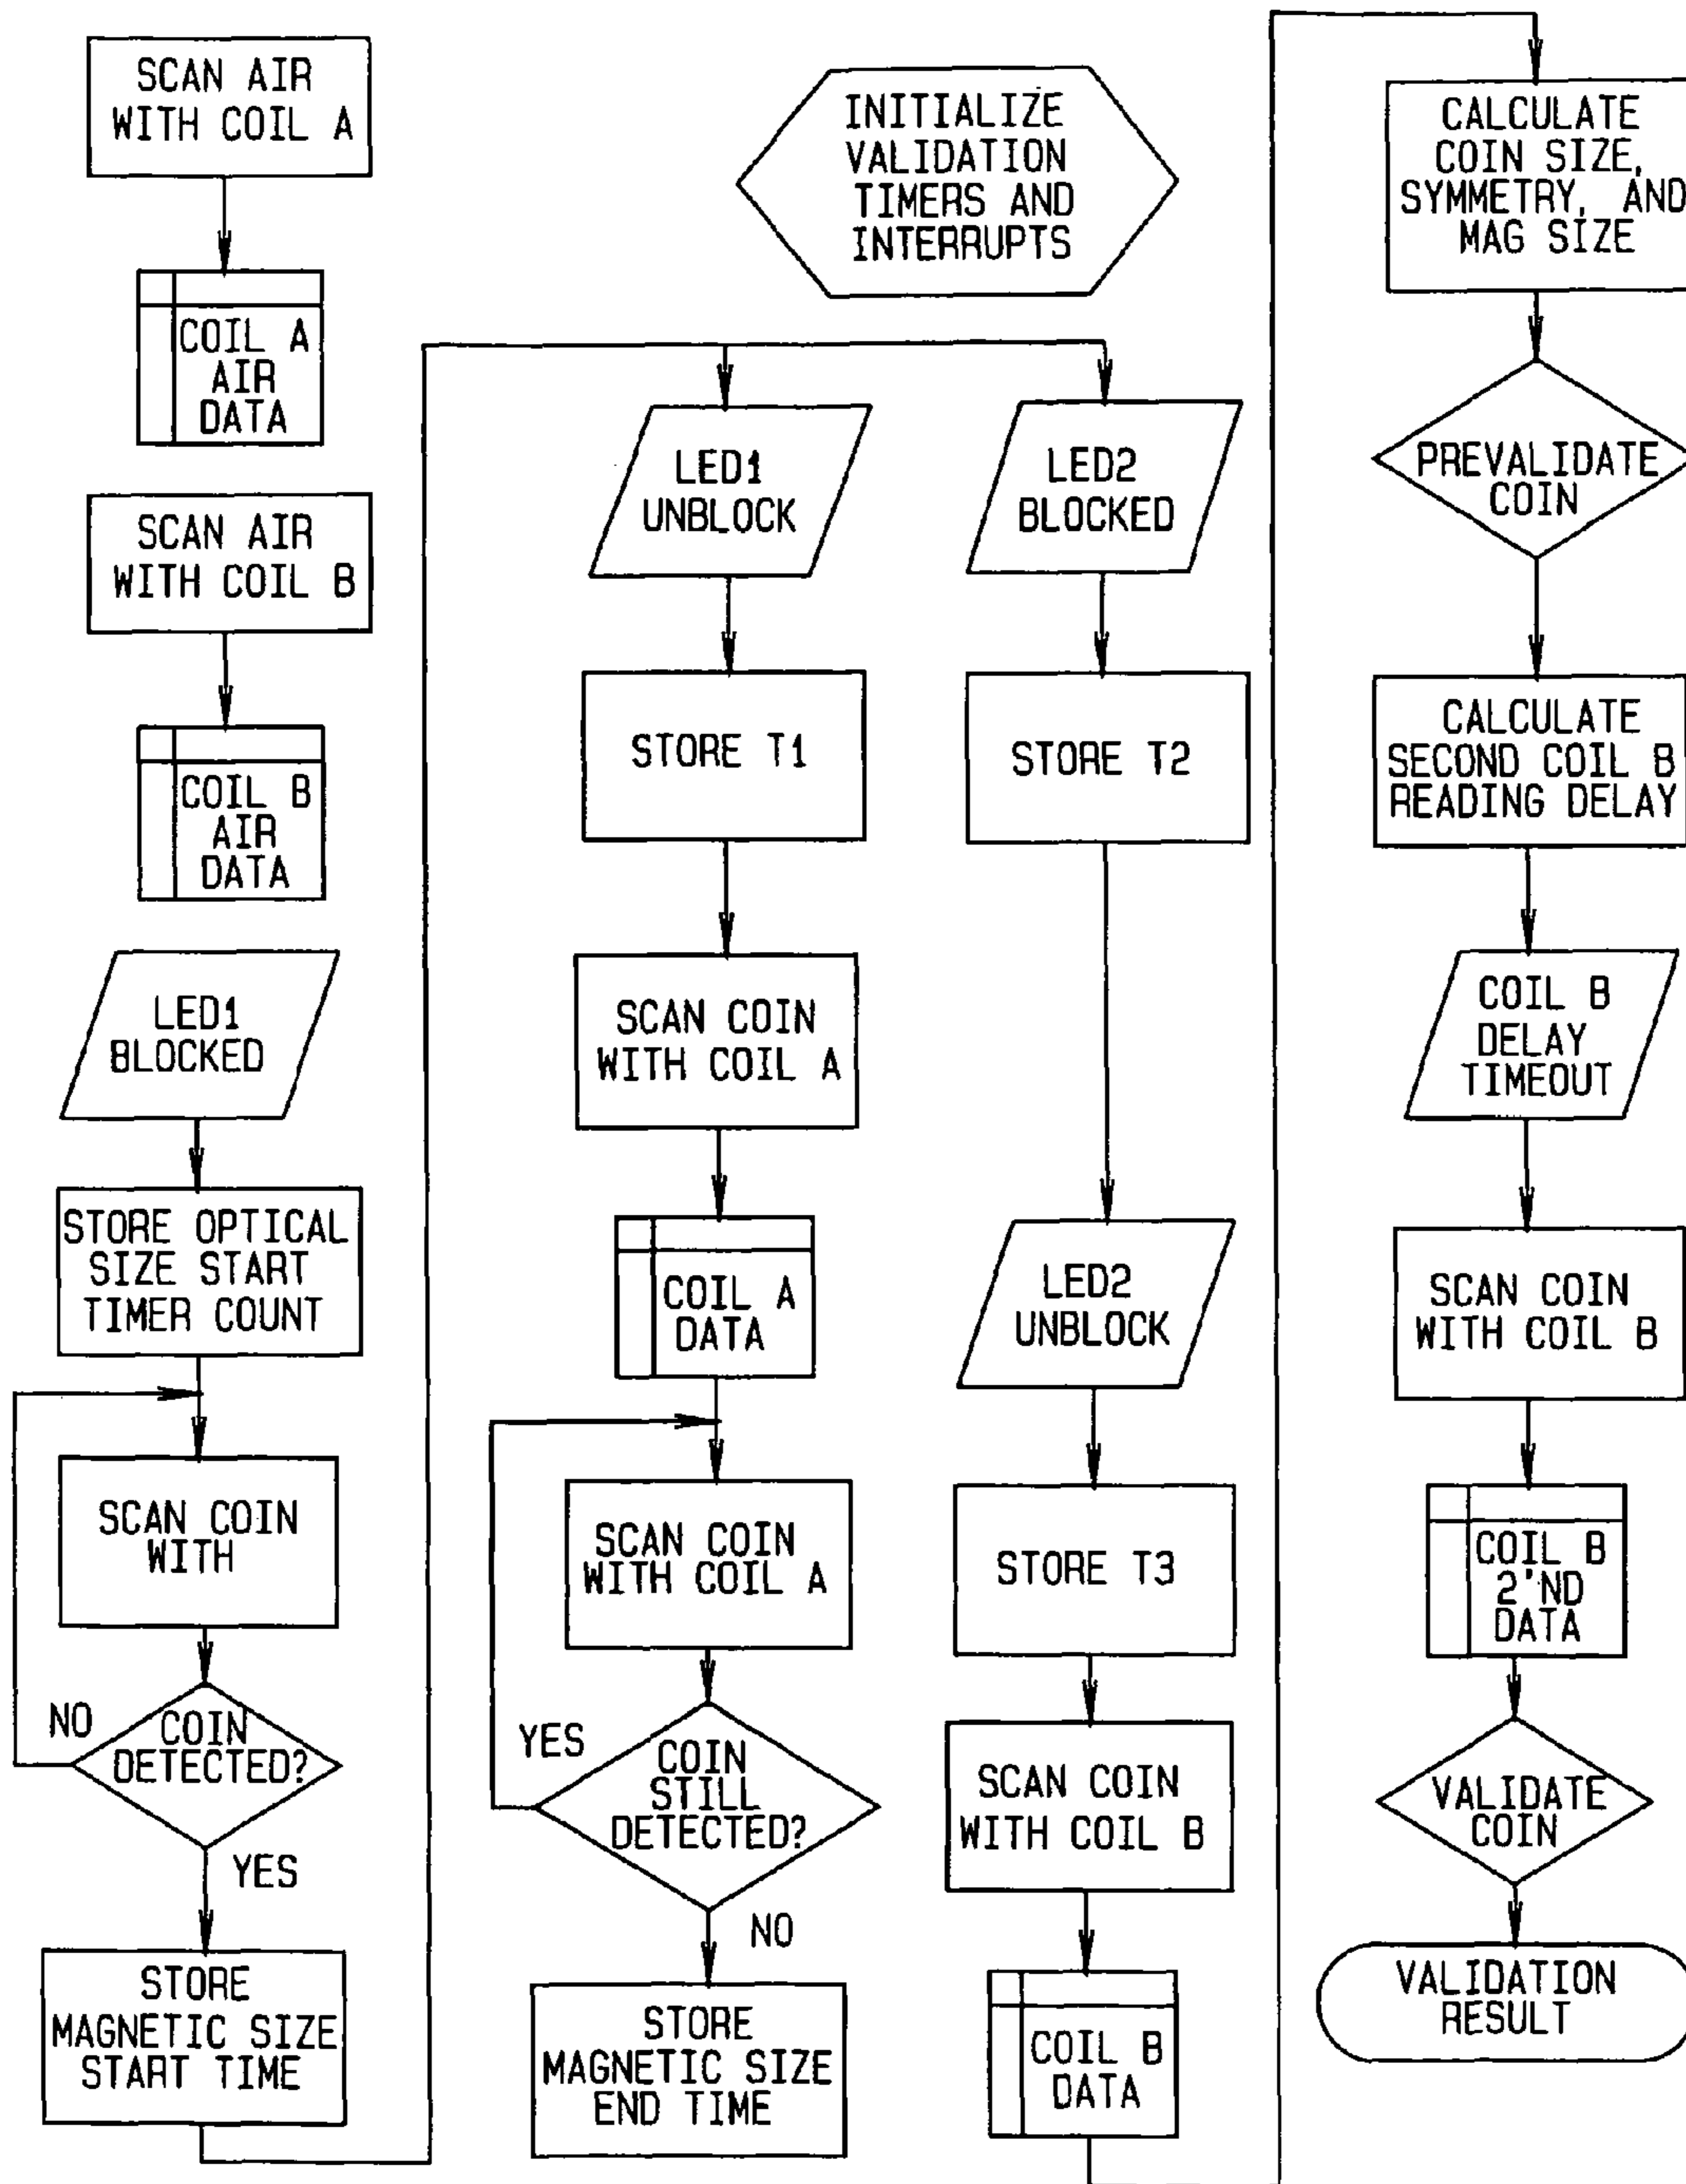 SCAN AIR
WITH COIL A
COIL A
AIR
DATA
SCAN AIR
WITH COIL B
COIL B
AIR
DATA
LED1
BLOCKED
STORE OPTICAL
SIZE START
TIMER COUNT
SCAN COIN
WITH
NO
COIN
DETECTED?
YES
STORE
MAGNETIC SIZE
START TIME
INITIALIZE
VALIDATION
TIMERS AND
INTERRUPTS
LED1
UNBLOCK
STORE T1
SCAN COIN
WITH COIL A
COIL A
DATA
SCAN COIN
WITH COIL A
YES
COIN
STILL
DETECTED?
NO
STORE
MAGNETIC SIZE
END TIME
LED2
BLOCKED
STORE T2
LED2
UNBLOCK
STORE T3
SCAN COIN
WITH COIL B
COIL B
DATA
CALCULATE
COIN SIZE,
SYMMETRY, AND
MAG SIZE
PREVALIDATE
COIN
CALCULATE
SECOND COIL B
READING DELAY
COIL B
DELAY
TIMEOUT
SCAN COIN
WITH COIL B
COIL B
2'ND
DATA
VALIDATE
COIN
VALIDATION
RESULT